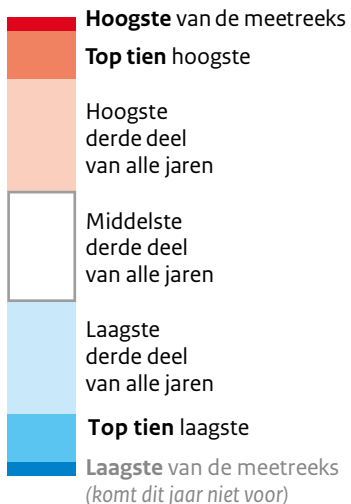 Hoogste van de meetreeks
Top tien hoogste
Hoogste
derde deel
van alle jaren
Middelste
derde deel
van alle jaren
Laagste
derde deel
van alle jaren
Top tien laagste
Laagste van de meetreeks
(komt dit jaar niet voor)